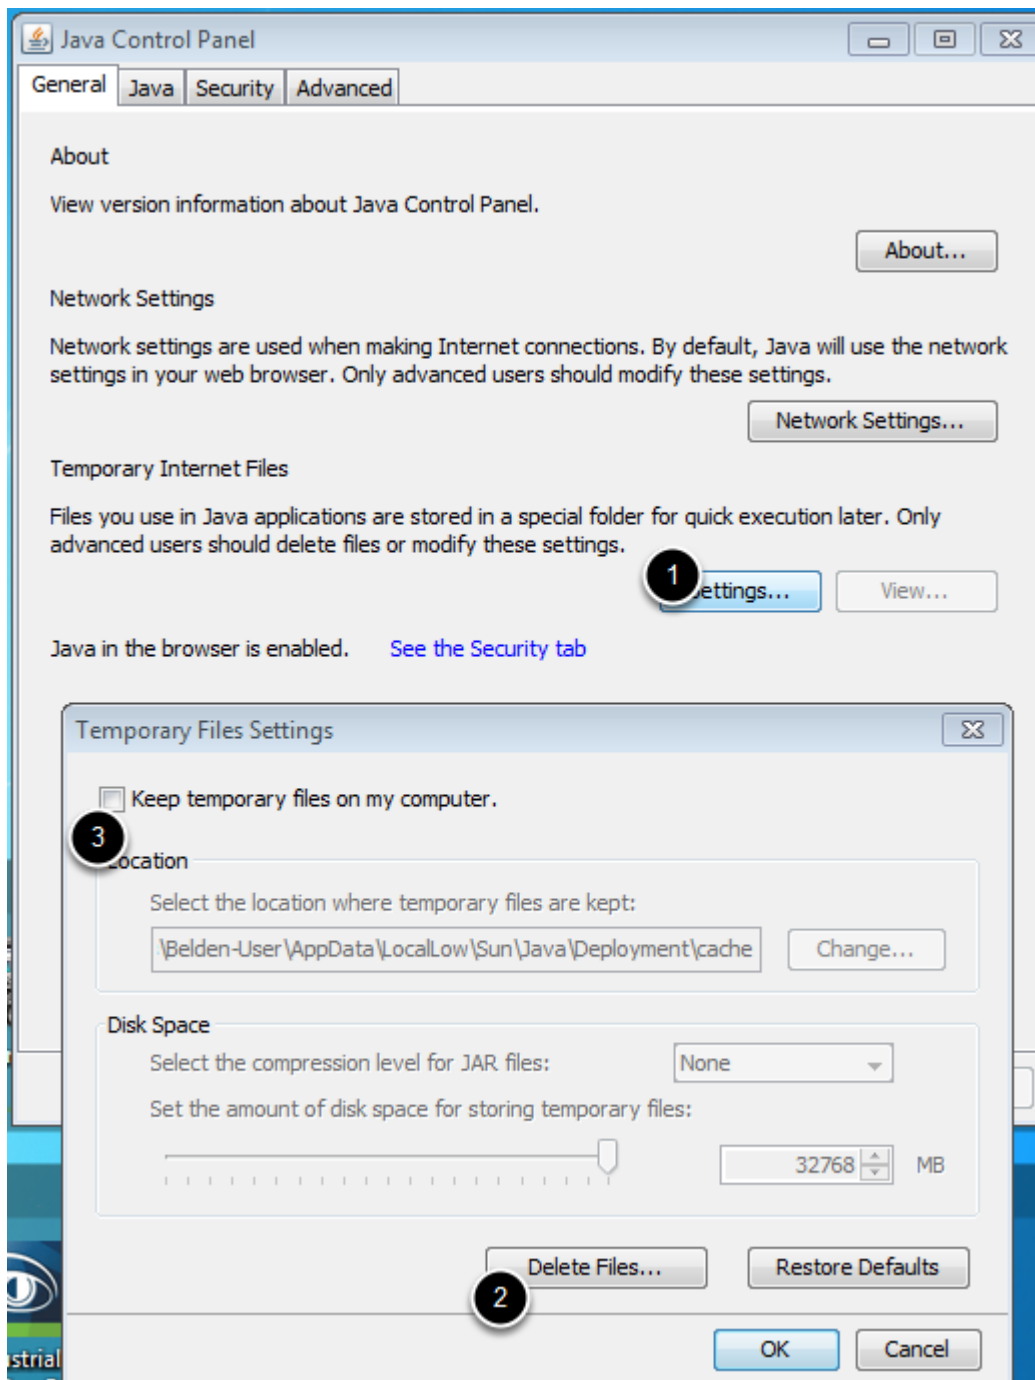 Java Control Panel
General Java Security Advanced
About
View version information about Java Control Panel.
About...
Network Settings
Network settings are used when making Internet connections. By default, Java will use the network
settings in your web browser. Only advanced users should modify these settings.
Network Settings...
Temporary Internet Files
Files you use in Java applications are stored in a special folder for quick execution later. Only
advanced users should delete files or modify these settings.
1 ettings... View...
Java in the browser is enabled. See the Security tab
Temporary Files Settings
Keep temporary files on my computer.
3
Location
Select the location where temporary files are kept:
\Belden-User\AppData\LocalLow\Sun\Java\Deployment\cache Change...
Disk Space
Select the compression level for JAR files: None
Set the amount of disk space for storing temporary files:
32768 MB
Delete Files... Restore Defaults
2
OK Cancel
ustrial